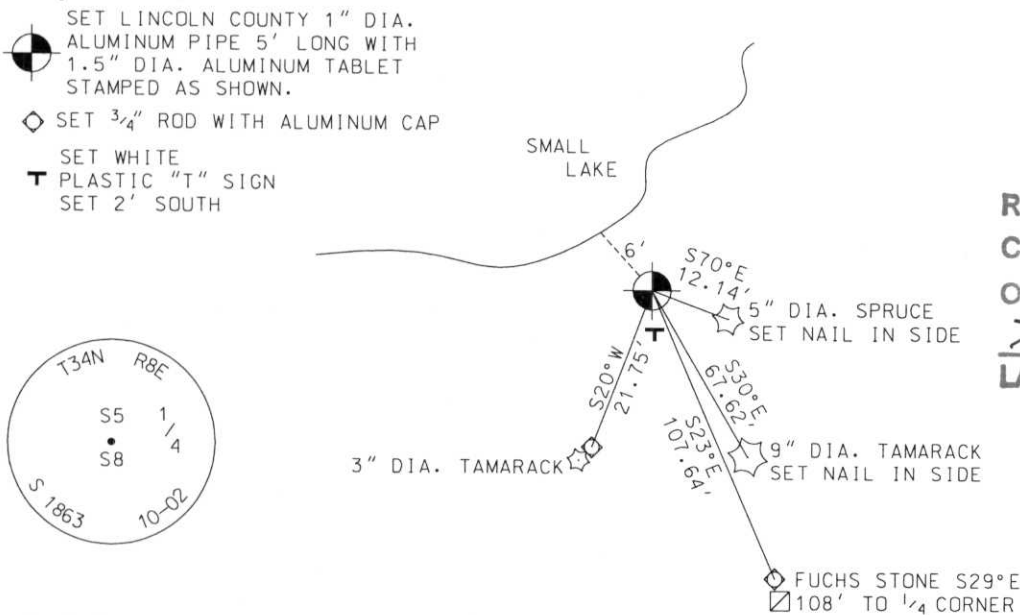 SET LINCOLN COUNTY 1" DIA.
ALUMINUM PIPE 5' LONG WITH
1.5" DIA. ALUMINUM TABLET
STAMPED AS SHOWN.
SET 3/4" ROD WITH ALUMINUM CAP
SET WHITE
PLASTIC "T" SIGN
SET 2' SOUTH
SMALL
LAKE
6'
S70°E
12.14'
5" DIA. SPRUCE
SET NAIL IN SIDE
S20°W
21.75'
S30°E
67.62'
S23°E
107.64'
3" DIA. TAMARACK
9" DIA. TAMARACK
SET NAIL IN SIDE
FUCHS STONE S29°E
108' TO 1/4 CORNER
T34N R8E
S5 1/4
S8
S 1863 10-02
R
C
O